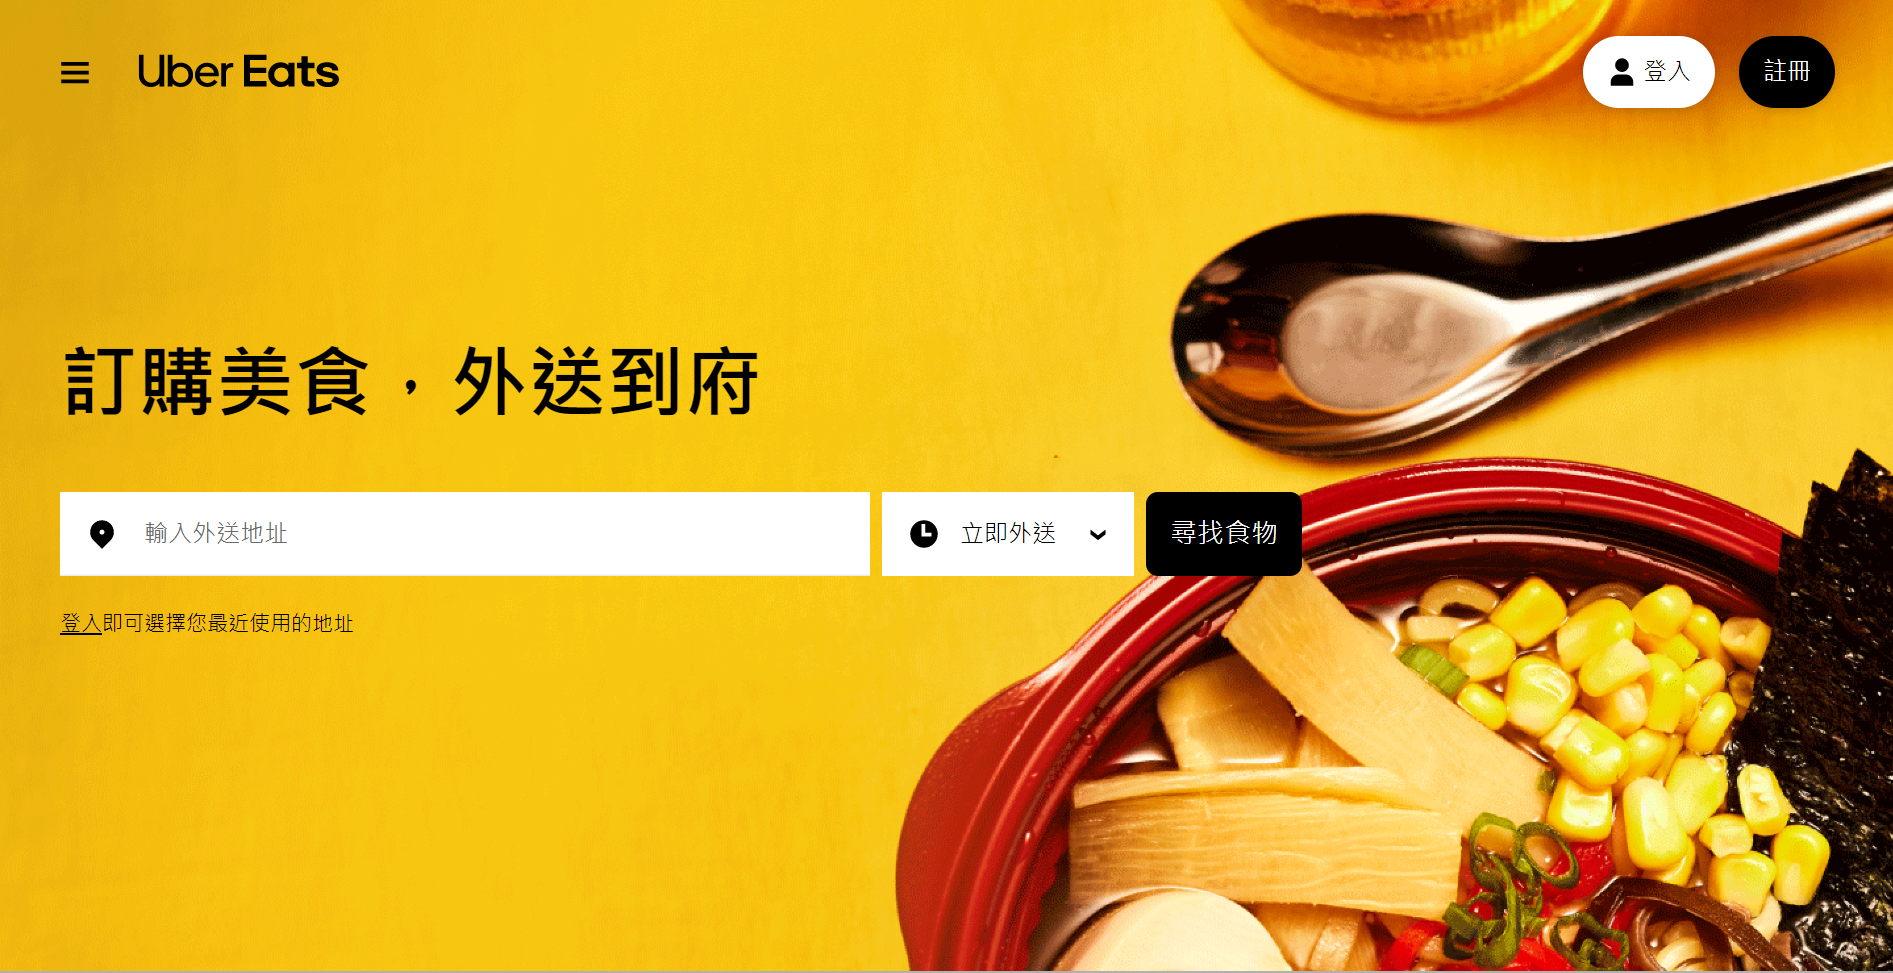 Uber Eats
登入
註冊
訂購美食，外送到府
輸入外送地址
立即外送
尋找食物
登入即可選擇您最近使用的地址